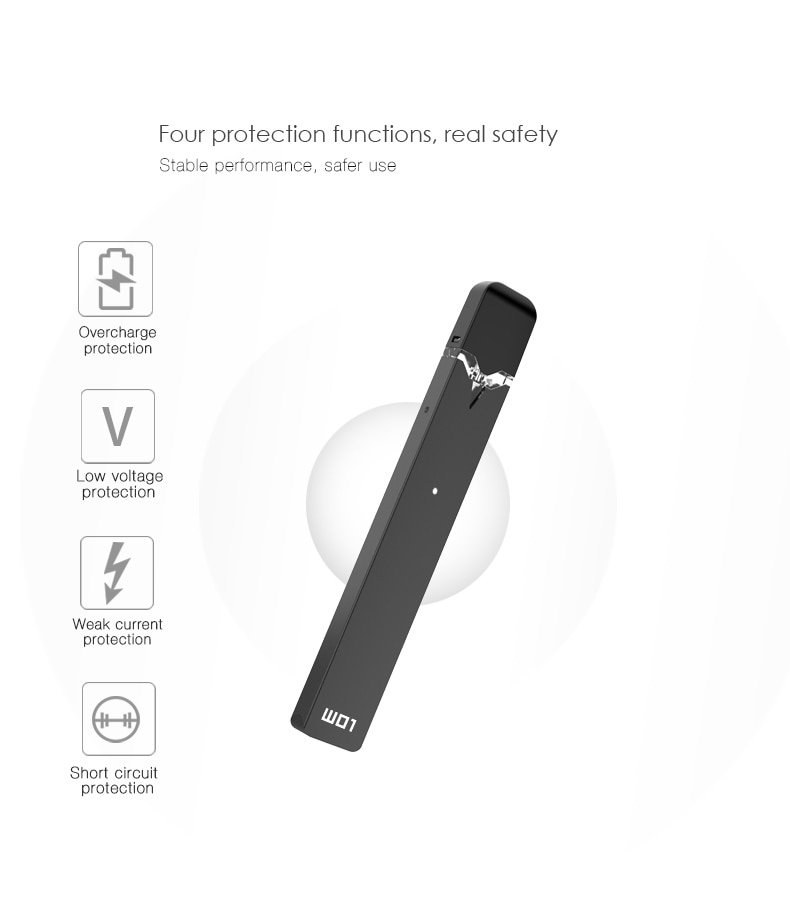 Four protection functions, real safety
Stable performance, safer use
Overcharge
protection
V
Low voltage
protection
Weak current
protection
Short circuit
protection
W01